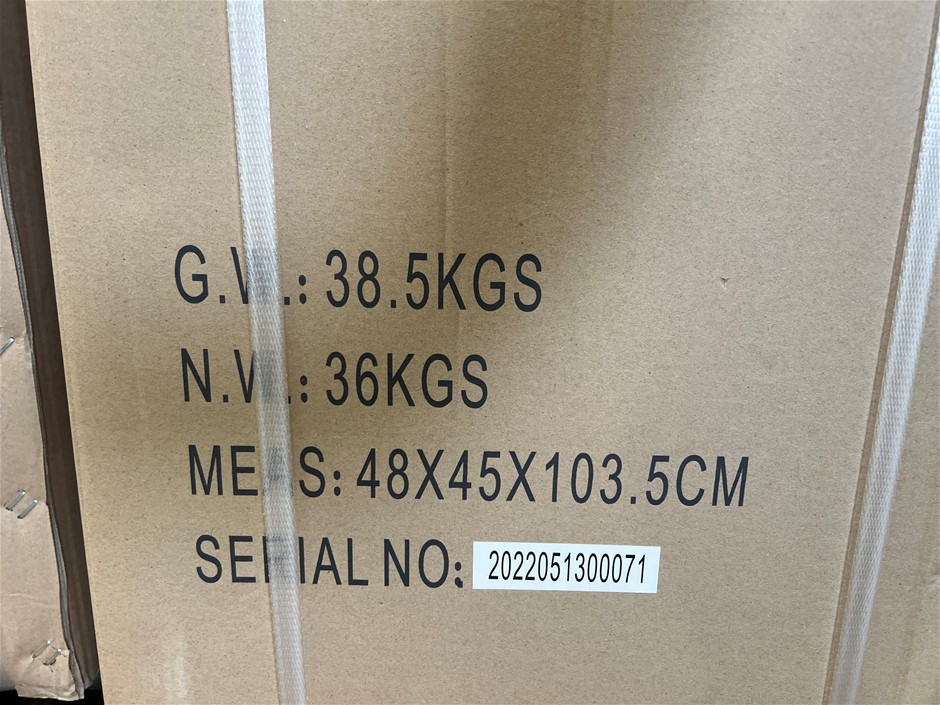 G.W.: 38.5KGS
N.W.: 36KGS
MEAS: 48X45X103.5CM
SERIAL NO: 2022051300071